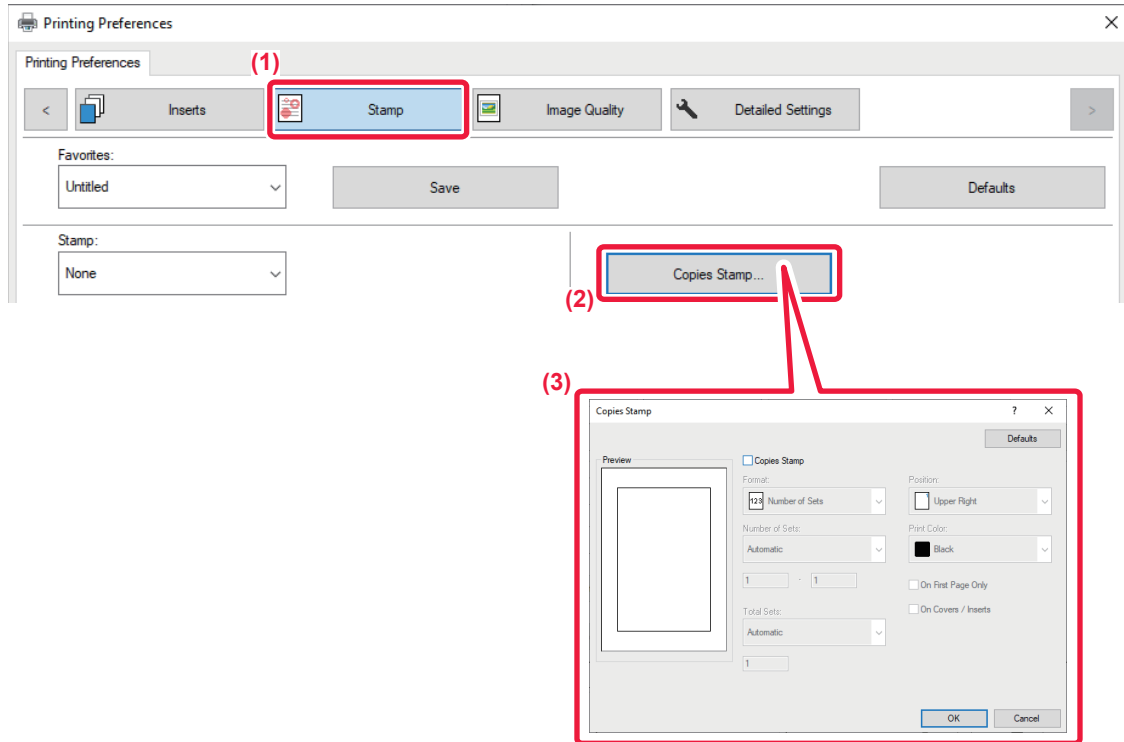 Printing Preferences
Printing Preferences
(1)
< Inserts Stamp Image Quality Detailed Settings >
Favorites:
Untitled Save Defaults
Stamp:
None Copies Stamp...
(2)
(3)
Copies Stamp ?
Defaults
Preview
Copies Stamp
Format: Position:
123 Number of Sets Upper Right
Number of Sets: Print Color:
Automatic Black
1 - 1 On First Page Only
Total Sets: On Covers / Inserts
Automatic
1
OK Cancel